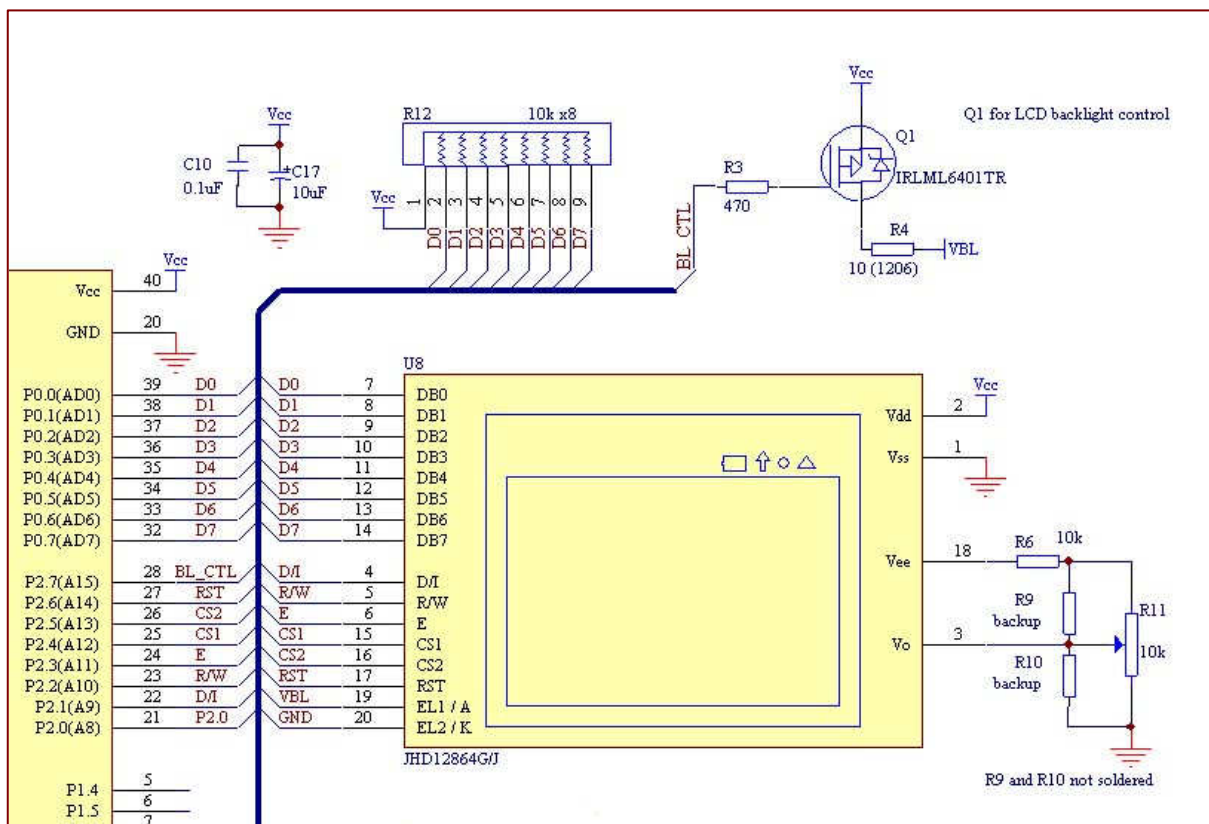 Vcc
Q1 for LCD backlight control
R12
10k x8
Vcc
Q1
C10
0.1uF
C17
10uF
+
R3
470
IRLML6401TR
Vcc
1
2
3
4
5
6
7
8
9
D0
D1
D2
D3
D4
D5
D6
D7
BL_CTL
R4
10 (1206)
VBL
Vcc
Vcc 40
GND 20
U8
P0.0(AD0) 39 D0 D0 7 DB0
P0.1(AD1) 38 D1 D1 8 DB1
P0.2(AD2) 37 D2 D2 9 DB2
P0.3(AD3) 36 D3 D3 10 DB3
P0.4(AD4) 35 D4 D4 11 DB4
P0.5(AD5) 34 D5 D5 12 DB5
P0.6(AD6) 33 D6 D6 13 DB6
P0.7(AD7) 32 D7 D7 14 DB7
P2.7(A15) 28 BL_CTL D/I 4 D/I
P2.6(A14) 27 RST R/W 5 R/W
P2.5(A13) 26 CS2 E 6 E
P2.4(A12) 25 CS1 CS1 15 CS1
P2.3(A11) 24 E CS2 16 CS2
P2.2(A10) 23 R/W RST 17 RST
P2.1(A9) 22 D/I VBL 19 EL1 / A
P2.0(A8) 21 P2.0 GND 20 EL2 / K
Vcc
Vdd 2
Vss 1
Vee 18
R6
10k
R9
backup
R11
10k
Vo 3
R10
backup
JHD12864G/J
R9 and R10 not soldered
P1.4 5
P1.5 6
7